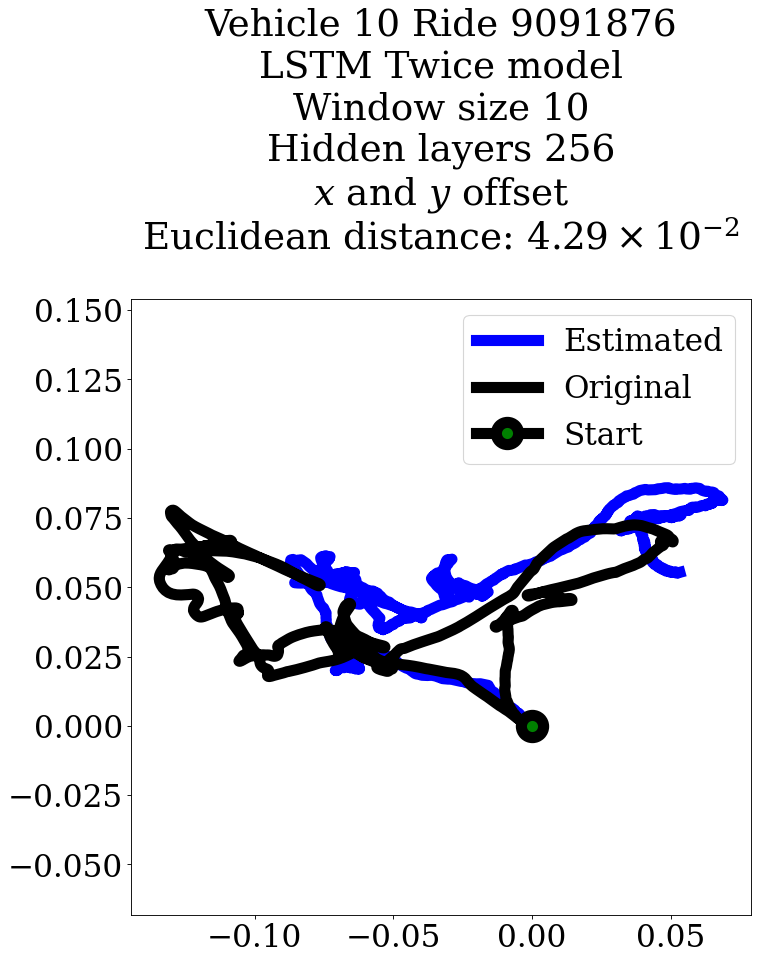 Vehicle 10 Ride 9091876
LSTM Twice model
Window size 10
Hidden layers 256
x and y offset
Euclidean distance: 4.29 × 10⁻²
Estimated
Original
Start
0.150
0.125
0.100
0.075
0.050
0.025
0.000
−0.025
−0.050
−0.10 −0.05 0.00 0.05